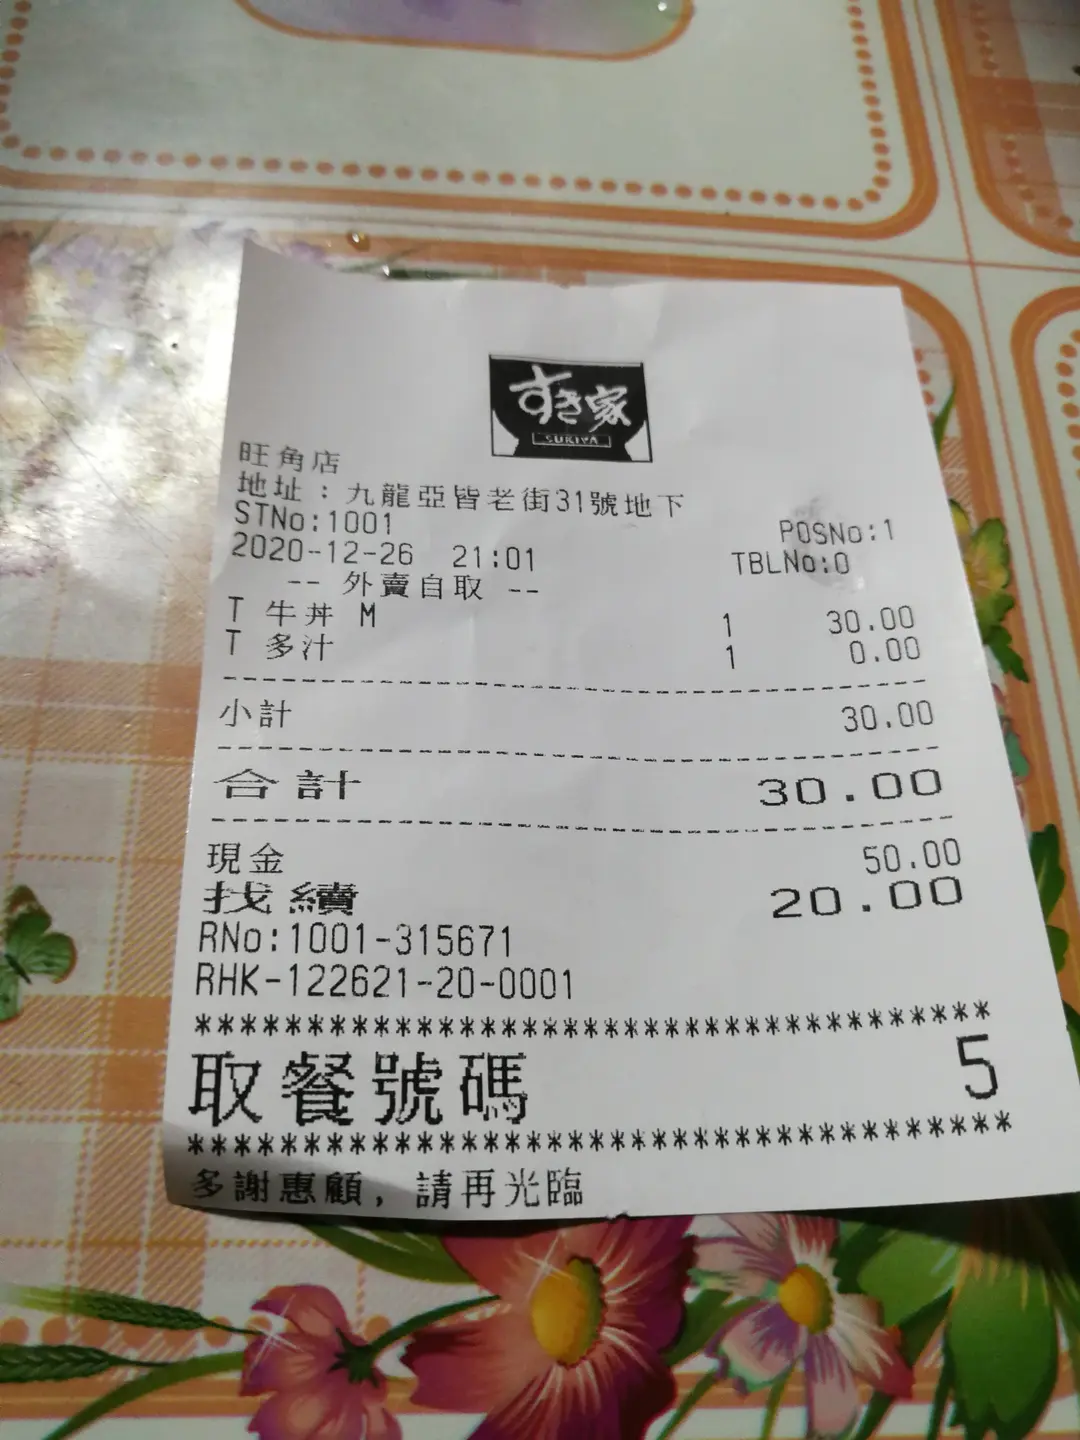 すき家
SUKIYA
旺角店
地址：九龍亞皆老街31號地下
STNo:1001 POSNo:1
2020-12-26 21:01 TBLNo:0
-- 外賣自取 --
T 牛丼 M 1 30.00
T 多汁 1 0.00
小計 30.00
合計 30.00
現金 50.00
找續 20.00
RNo:1001-315671
RHK-122621-20-0001
取餐號碼 5
多謝惠顧，請再光臨